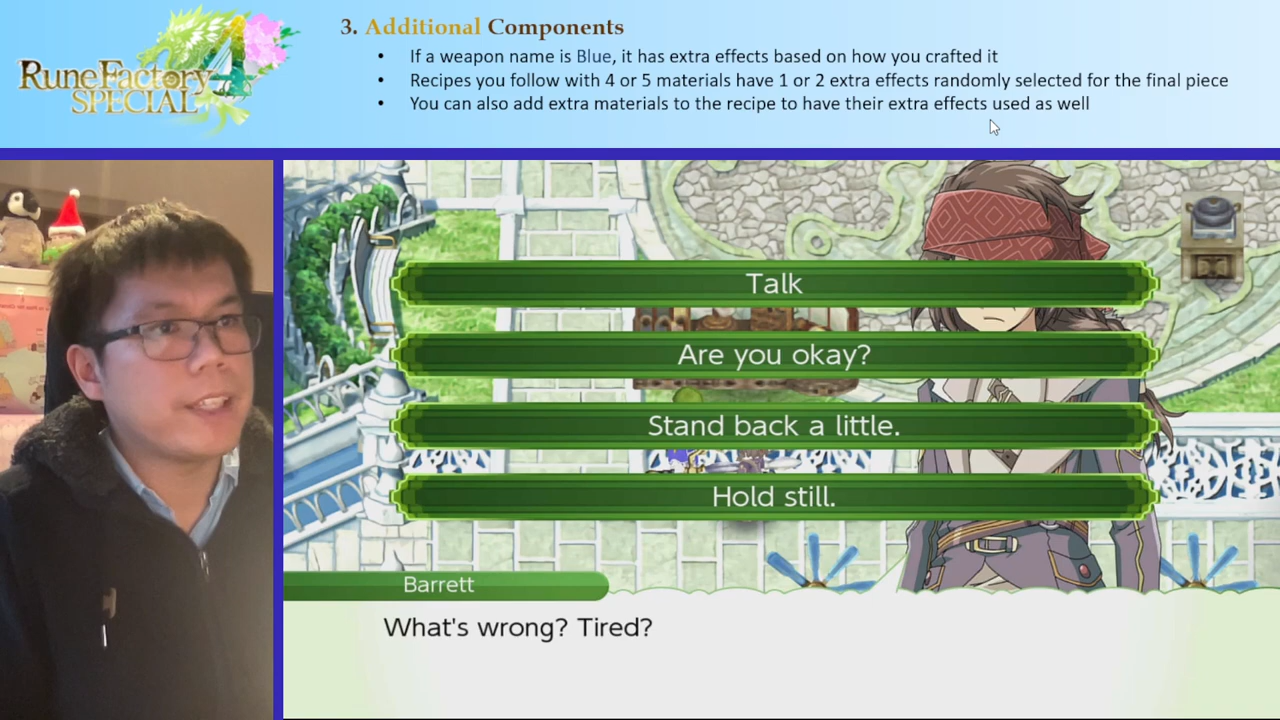 RuneFactory 4
SPECIAL
3. Additional Components
• If a weapon name is Blue, it has extra effects based on how you crafted it
• Recipes you follow with 4 or 5 materials have 1 or 2 extra effects randomly selected for the final piece
• You can also add extra materials to the recipe to have their extra effects used as well
Talk
Are you okay?
Stand back a little.
Hold still.
Barrett
What's wrong? Tired?